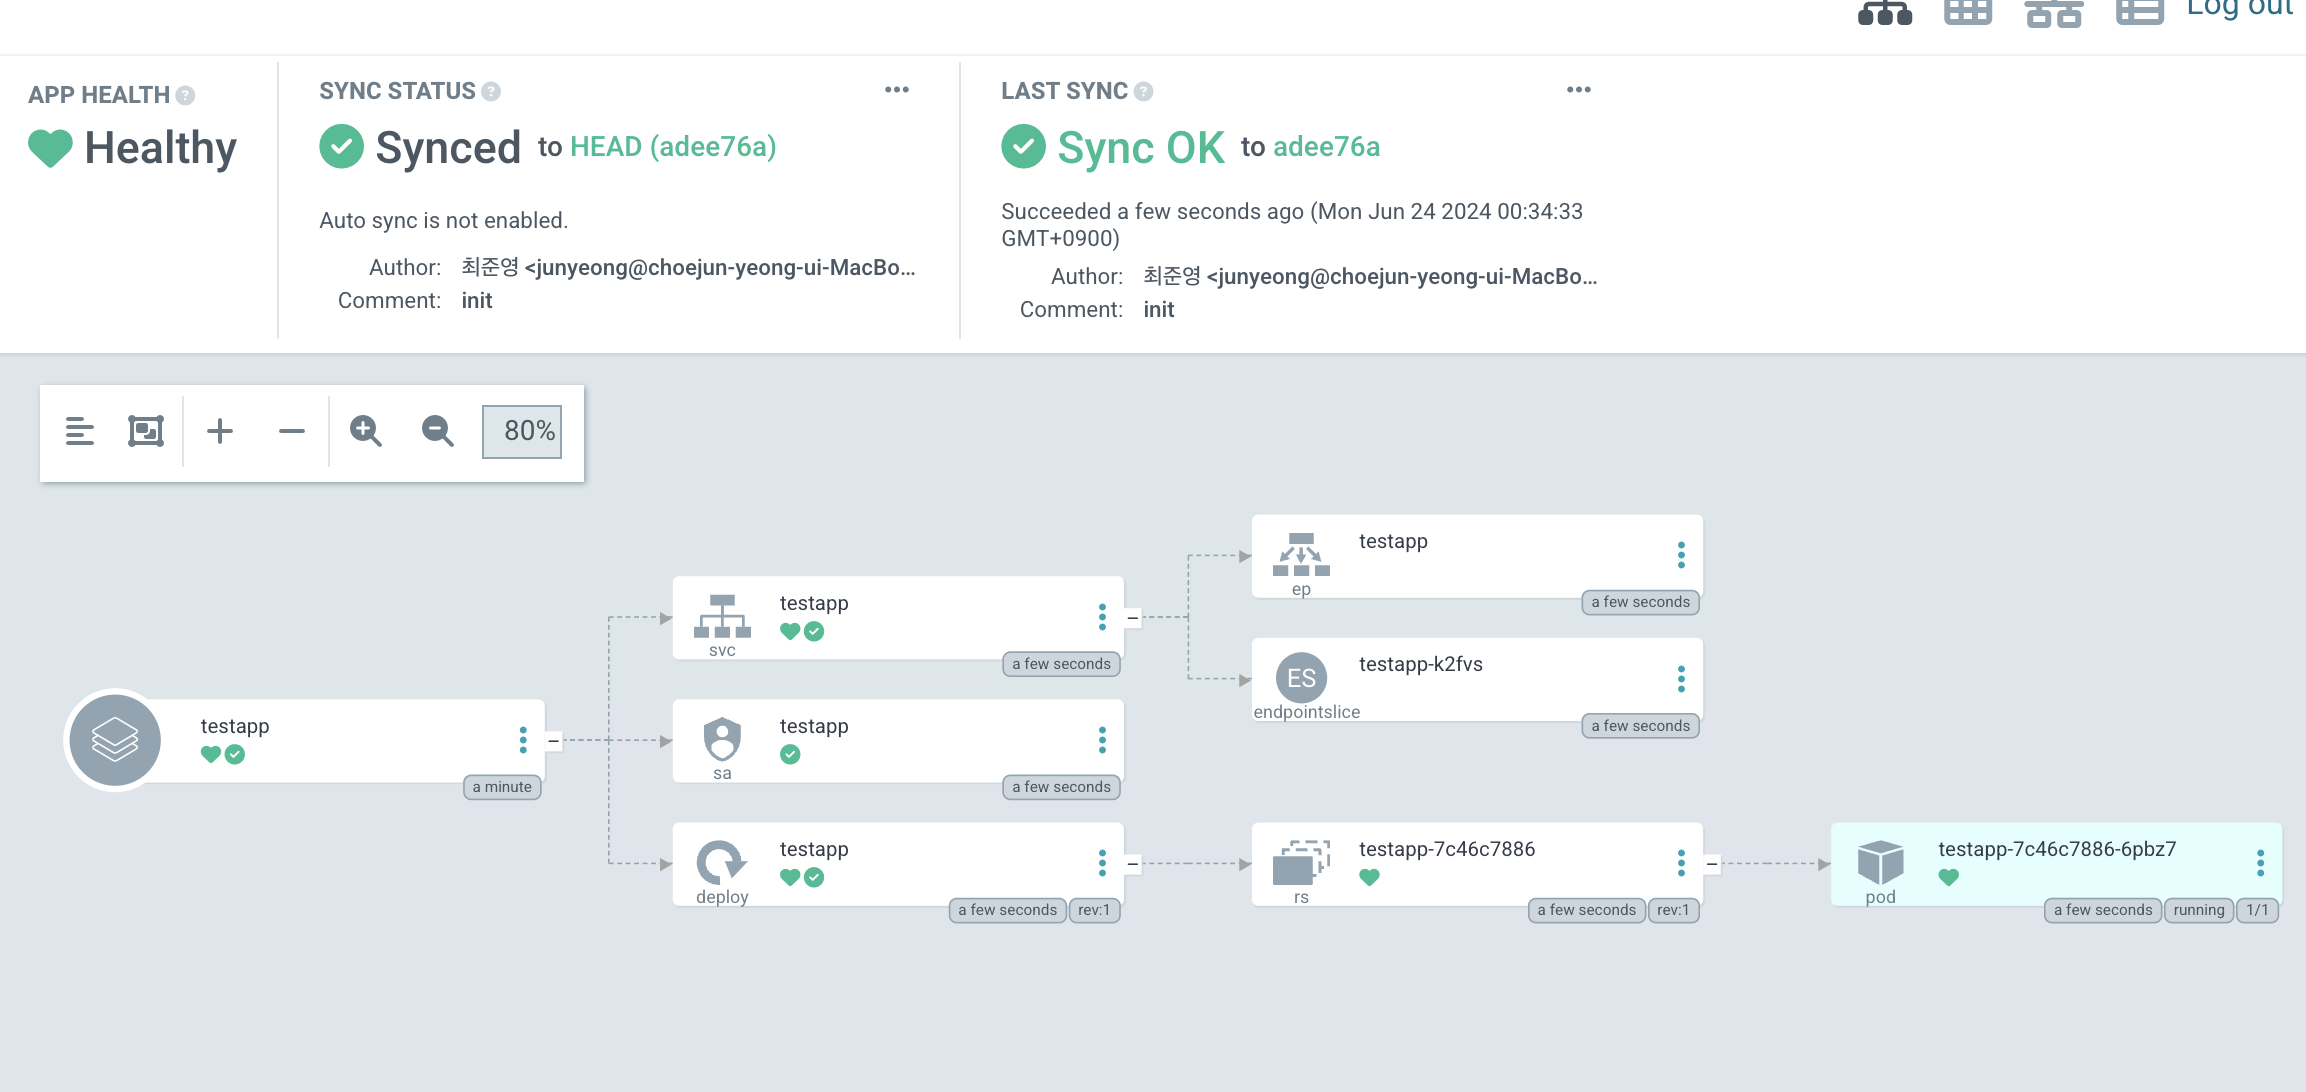 Log out
APP HEALTH ?
Healthy
SYNC STATUS ?
Synced to HEAD (adee76a)
Auto sync is not enabled.
Author: 최준영 <junyeong@choejun-yeong-ui-MacBo...
Comment: init
LAST SYNC ?
Sync OK to adee76a
Succeeded a few seconds ago (Mon Jun 24 2024 00:34:33
GMT+0900)
Author: 최준영 <junyeong@choejun-yeong-ui-MacBo...
Comment: init
80%
testapp
a minute
testapp
svc
a few seconds
testapp
sa
a few seconds
testapp
deploy
a few seconds rev:1
testapp
ep
a few seconds
ES
testapp-k2fvs
endpointslice
a few seconds
testapp-7c46c7886
rs
a few seconds rev:1
testapp-7c46c7886-6pbz7
pod
a few seconds running 1/1